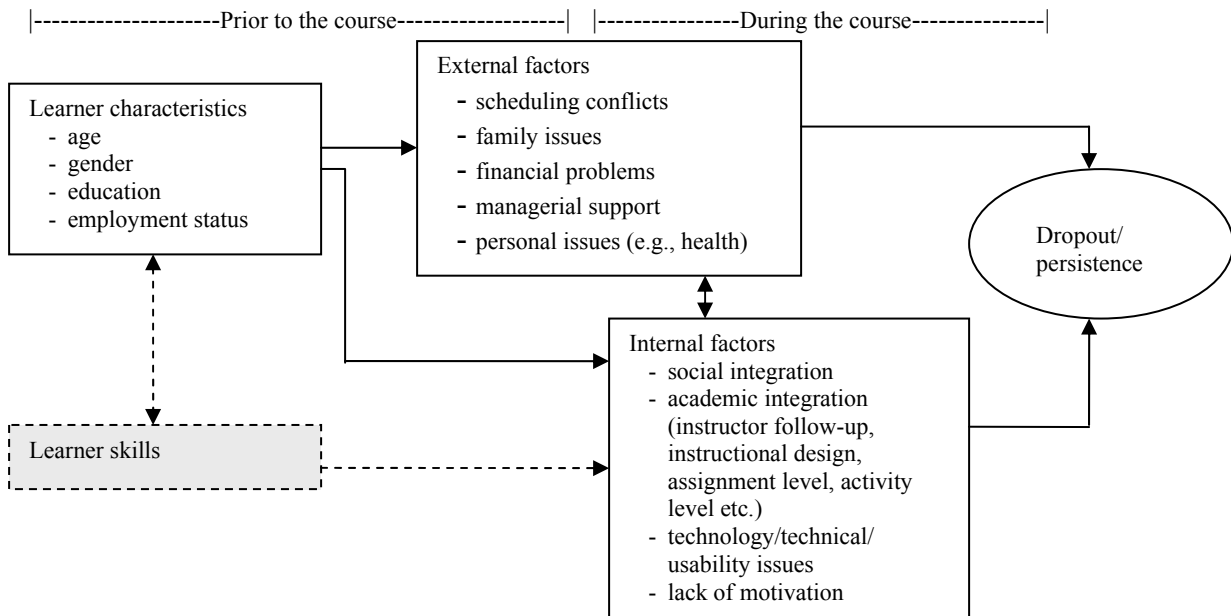 |--------------------Prior to the course------------------| |---------------During the course---------------|
Learner characteristics
- age
- gender
- education
- employment status
External factors
- scheduling conflicts
- family issues
- financial problems
- managerial support
- personal issues (e.g., health)
Dropout/
persistence
Learner skills
Internal factors
- social integration
- academic integration
(instructor follow-up,
instructional design,
assignment level, activity
level etc.)
- technology/technical/
usability issues
- lack of motivation